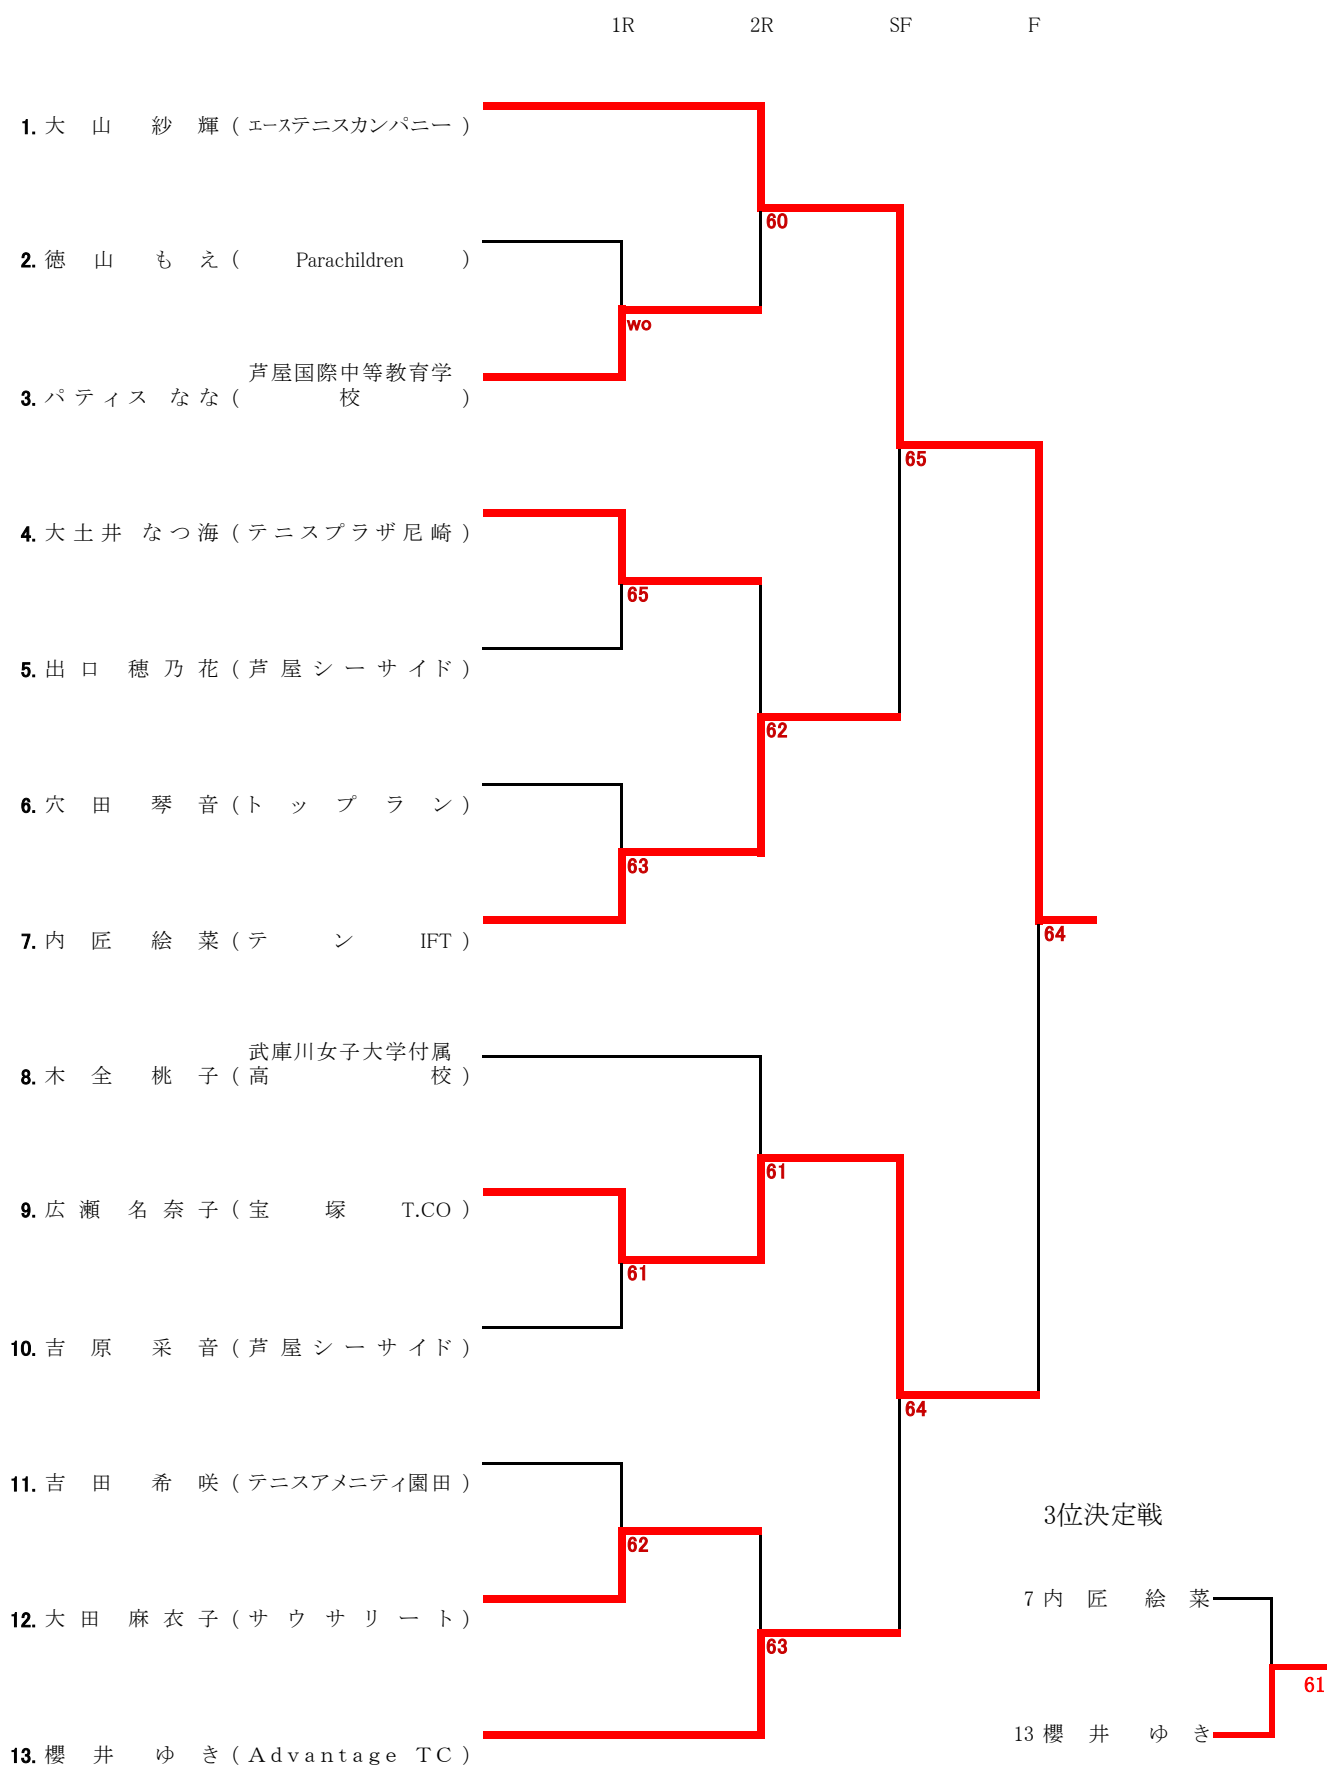 1R 2R SF F
1. 大山 紗輝 ( エーステニスカンパニー )
60
2. 徳山 もえ ( Parachildren )
wo
芦屋国際中等教育学
3. パティス なな ( 校 )
65
4. 大土井 なつ海 ( テニスプラザ尼崎 )
65
5. 出口 穂乃花 ( 芦屋シーサイド )
62
6. 穴田 琴音 ( トップラン )
63
7. 内匠 絵菜 ( テン IFT )
64
武庫川女子大学付属
8. 木全 桃子 ( 高校 )
61
9. 広瀬 名奈子 ( 宝塚 T.CO )
61
10. 吉原 采音 ( 芦屋シーサイド )
64
11. 吉田 希咲 ( テニスアメニティ園田 )
62
12. 大田 麻衣子 ( サウサリート )
63
13. 櫻井 ゆき ( Advantage TC )
3位決定戦
7 内匠 絵菜
61
13 櫻井 ゆき